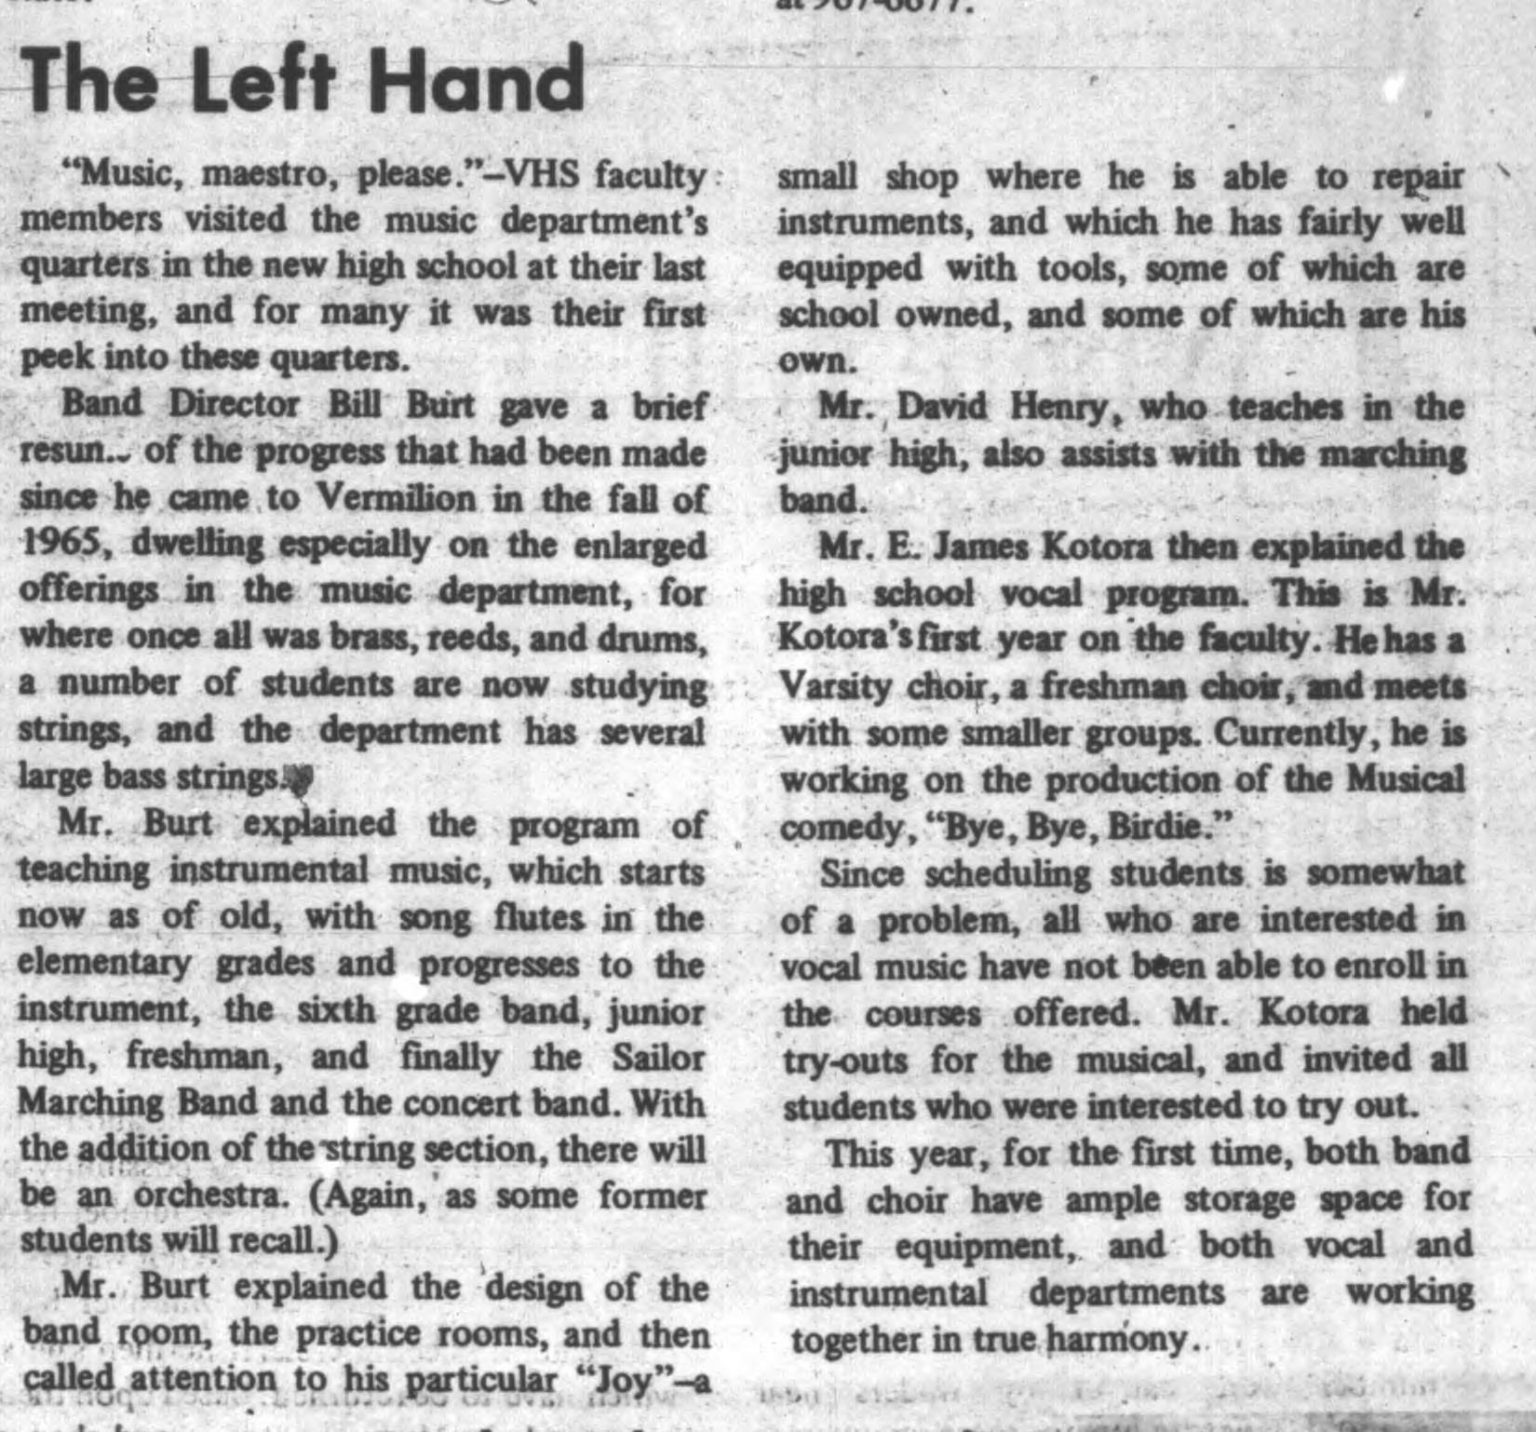 The Left Hand
“Music, maestro, please.”—VHS faculty
members visited the music department’s
quarters in the new high school at their last
meeting, and for many it was their first
peek into these quarters.
Band Director Bill Burt gave a brief
of the progress that had been made
since he came to Vermilion in the fall of
1965, dwelling especially on the enlarged
offerings in the music department, for
where once all was brass, reeds, and drums,
a number of students are now studying
strings, and the department has several
large bass strings.
Mr. Burt explained the program of
teaching instrumental music, which starts
now as of old, with song flutes in the
elementary grades and progresses to the
instrument, the sixth grade band, junior
high, freshman, and finally the Sailor
Marching Band and the concert band. With
the addition of the string section, there will
be an orchestra. (Again, as some former
students will recall.)
Mr. Burt explained the design of the
band room, the practice rooms, and then
called attention to his particular “Joy”—a
small shop where he is able to repair
instruments, and which he has fairly well
equipped with tools, some of which are
school owned, and some of which are his
own.
Mr. David Henry, who teaches in the
junior high, also assists with the marching
band.
Mr. E. James Kotora then explained the
high school vocal program. This is Mr.
Kotora’s first year on the faculty. He has a
Varsity choir, a freshman choir, and meets
with some smaller groups. Currently, he is
working on the production of the Musical
comedy, “Bye, Bye, Birdie.”
Since scheduling students is somewhat
of a problem, all who are interested in
vocal music have not been able to enroll in
the courses offered. Mr. Kotora held
try-outs for the musical, and invited all
students who were interested to try out.
This year, for the first time, both band
and choir have ample storage space for
their equipment, and both vocal and
instrumental departments are working
together in true harmony.